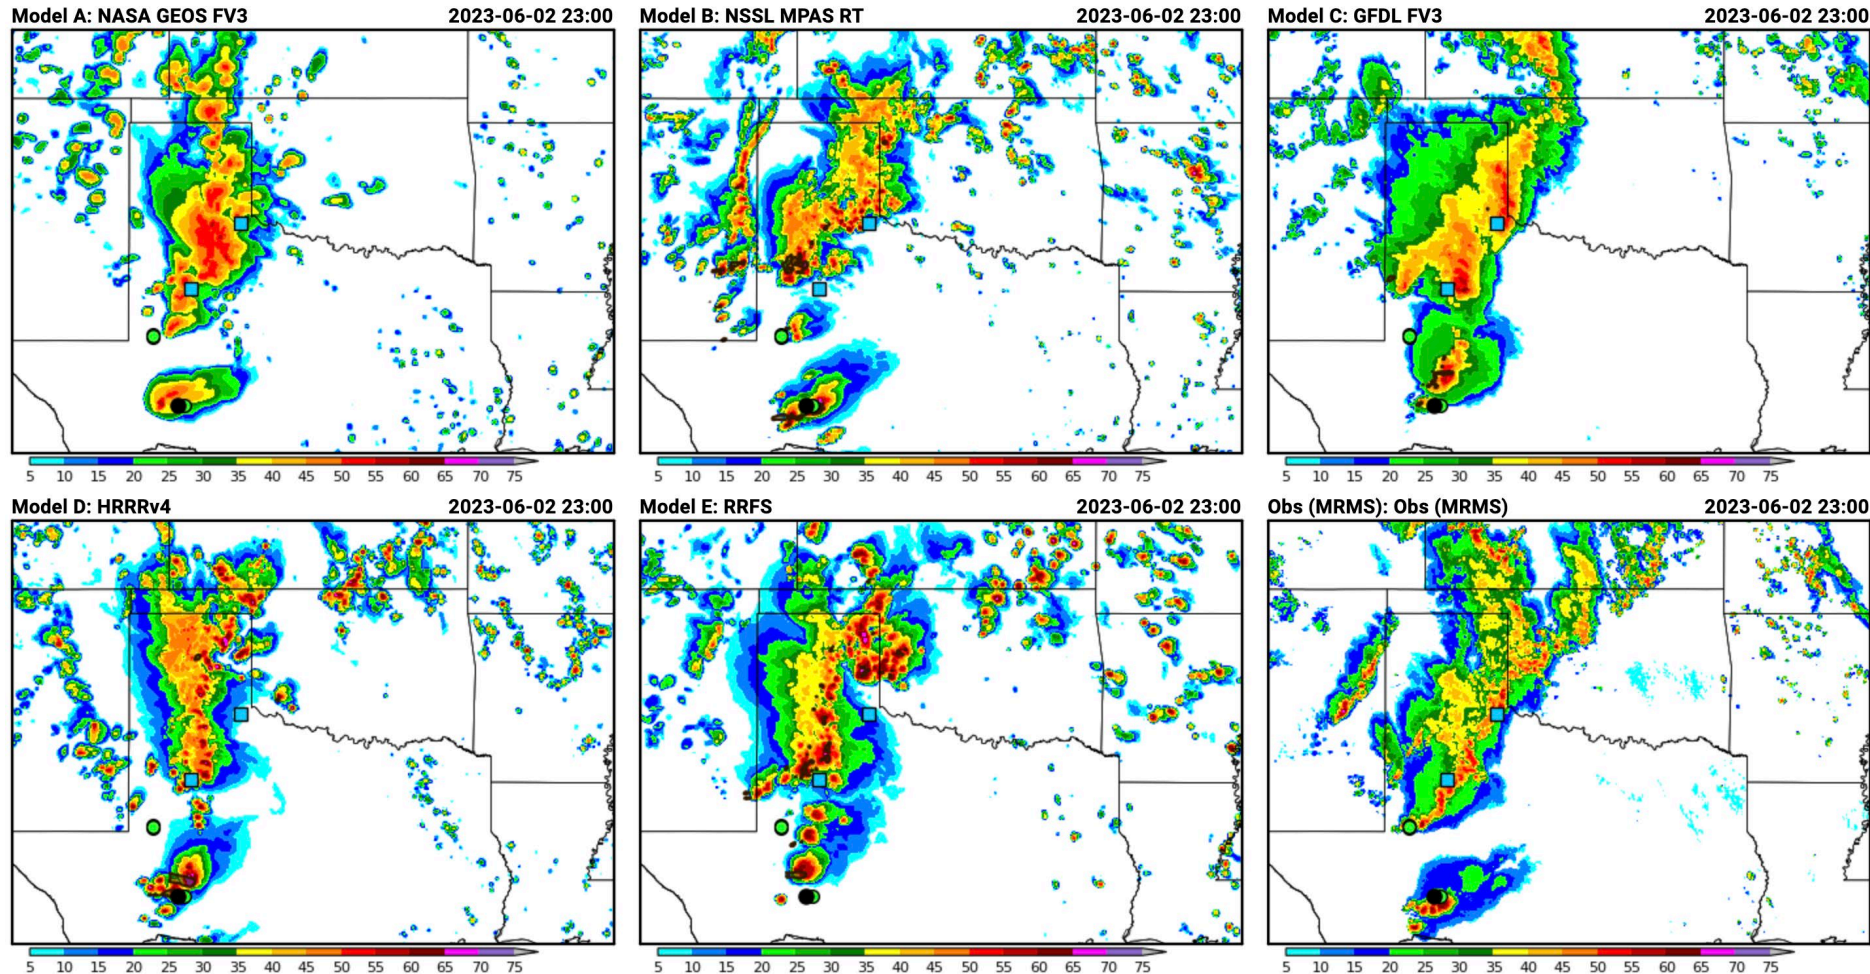 Model A: NASA GEOS FV3 2023-06-02 23:00
Model B: NSSL MPAS RT 2023-06-02 23:00
Model C: GFDL FV3 2023-06-02 23:00
5 10 15 20 25 30 35 40 45 50 55 60 65 70 75
5 10 15 20 25 30 35 40 45 50 55 60 65 70 75
5 10 15 20 25 30 35 40 45 50 55 60 65 70 75
Model D: HRRRv4 2023-06-02 23:00
Model E: RRFS 2023-06-02 23:00
Obs (MRMS): Obs (MRMS) 2023-06-02 23:00
5 10 15 20 25 30 35 40 45 50 55 60 65 70 75
5 10 15 20 25 30 35 40 45 50 55 60 65 70 75
5 10 15 20 25 30 35 40 45 50 55 60 65 70 75